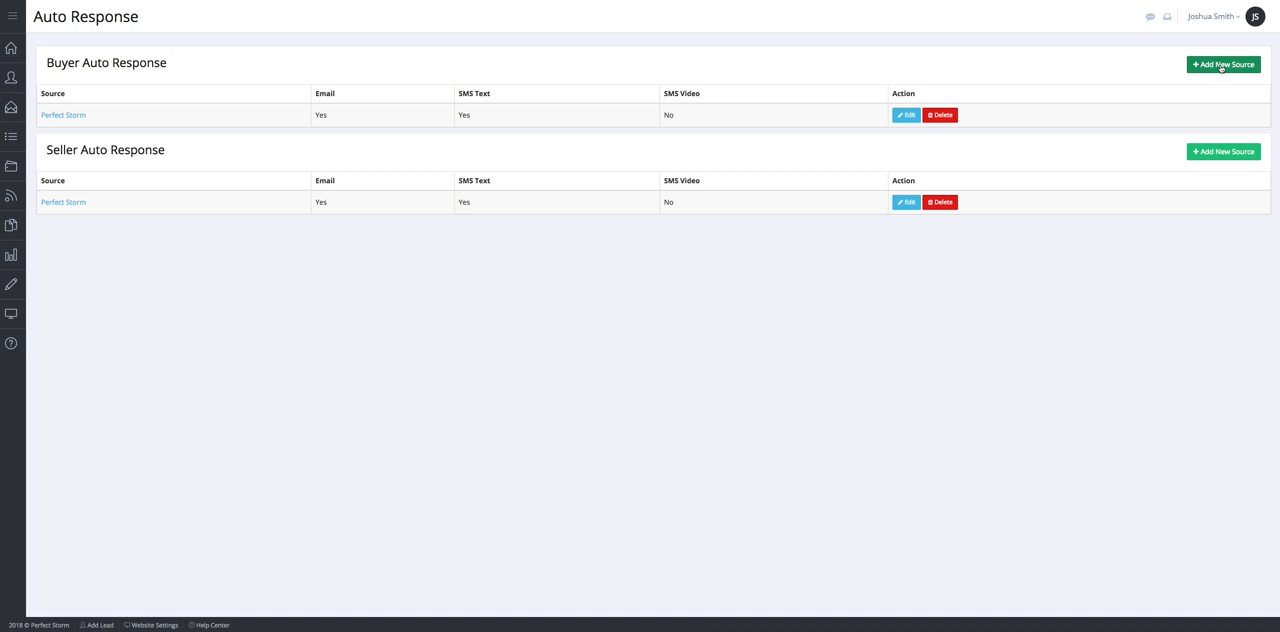 Auto Response
Joshua Smith
JS
Buyer Auto Response
+ Add New Source
Source Email SMS Text SMS Video Action
Perfect Storm Yes Yes No Edit Delete
Seller Auto Response
+ Add New Source
Source Email SMS Text SMS Video Action
Perfect Storm Yes Yes No Edit Delete
2018 © Perfect Storm Add Lead Website Settings Help Center